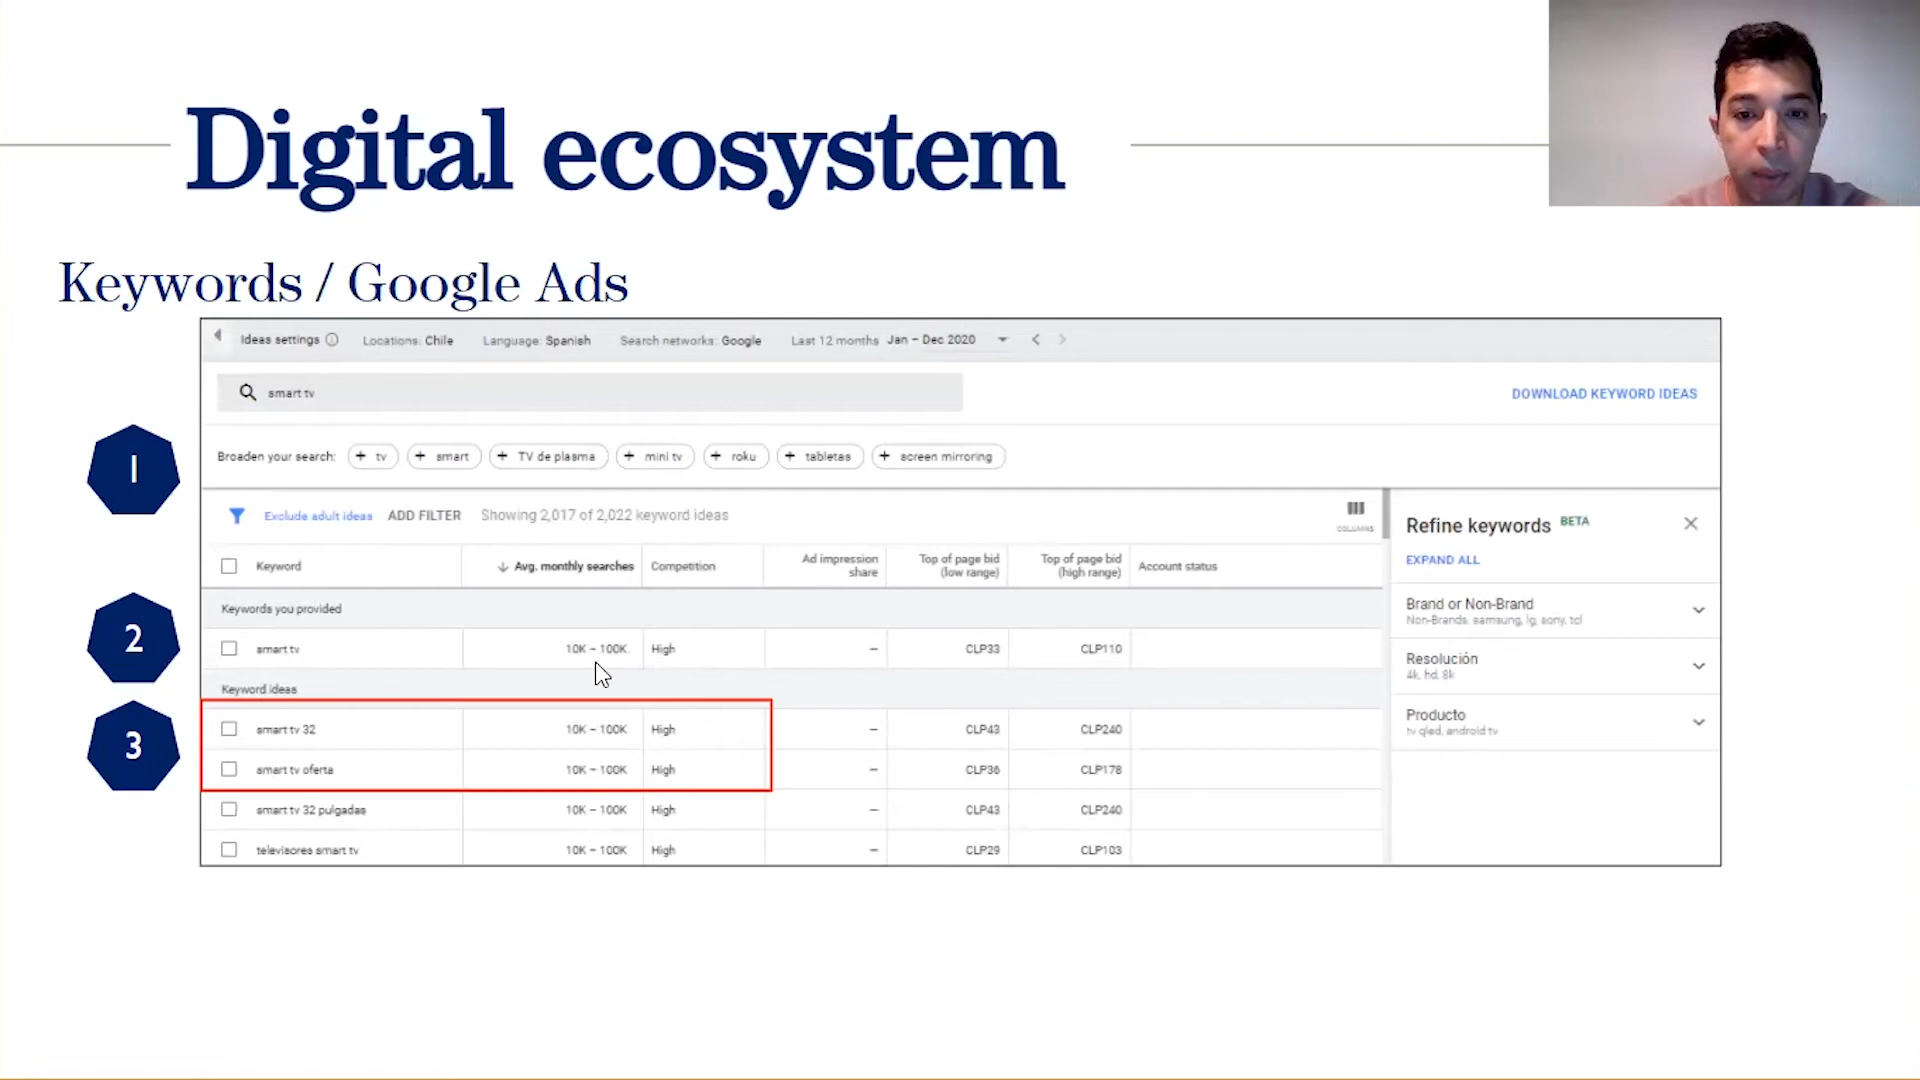 Digital ecosystem
Keywords / Google Ads
Ideas settings Locations: Chile Language: Spanish Search networks: Google Last 12 months Jan – Dec 2020
smart tv DOWNLOAD KEYWORD IDEAS
1
Broaden your search: + tv + smart + TV de plasma + mini tv + roku + tabletas + screen mirroring
Exclude adult ideas ADD FILTER Showing 2,017 of 2,022 keyword ideas COLUMNS
Keyword Avg. monthly searches Competition Ad impression share Top of page bid (low range) Top of page bid (high range) Account status
Keywords you provided
2
smart tv 10K – 100K High – CLP33 CLP110
Keyword ideas
3
smart tv 32 10K – 100K High – CLP43 CLP240
smart tv oferta 10K – 100K High – CLP36 CLP178
smart tv 32 pulgadas 10K – 100K High – CLP43 CLP240
televisores smart tv 10K – 100K High – CLP29 CLP103
Refine keywords BETA
EXPAND ALL
Brand or Non-Brand
Non-Brands, samsung, lg, sony, tcl
Resolución
4k, hd, 8k
Producto
tv qled, android tv